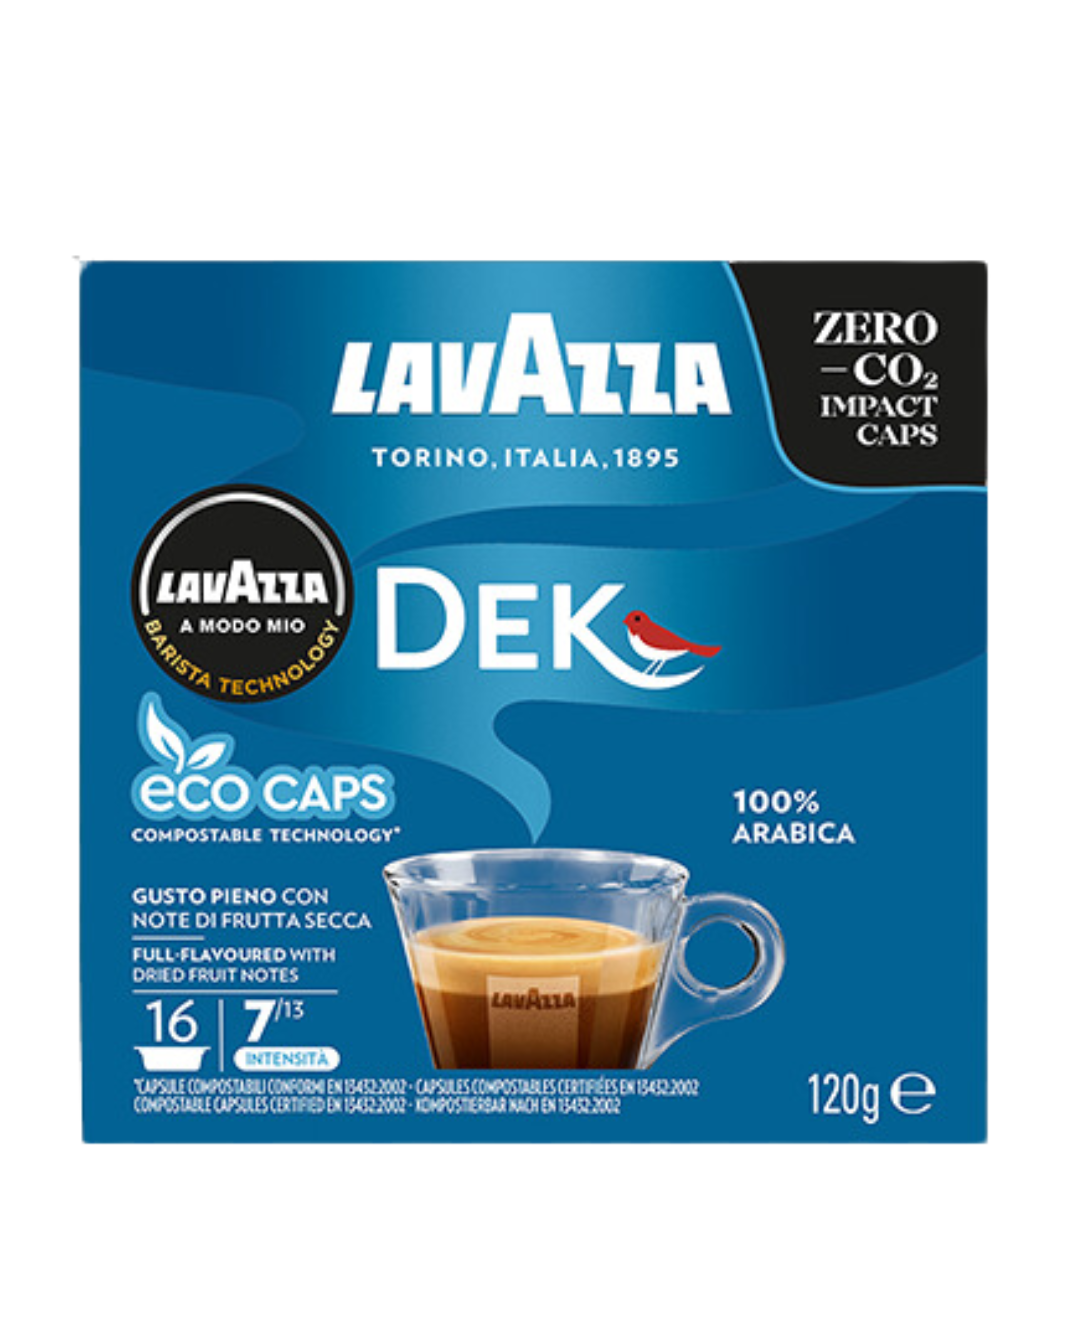 LAVAZZA
TORINO, ITALIA, 1895
ZERO
–CO₂
IMPACT
CAPS
LAVAZZA
A MODO MIO
BARISTA TECHNOLOGY
DEK
eco CAPS
COMPOSTABLE TECHNOLOGY*
100%
ARABICA
GUSTO PIENO CON
NOTE DI FRUTTA SECCA
FULL-FLAVOURED WITH
DRIED FRUIT NOTES
16
7/13
INTENSITÀ
LAVAZZA
*CAPSULE COMPOSTABILI CONFORMI EN 13432:2002 - CAPSULES COMPOSTABLES CERTIFIÉES EN 13432:2002
COMPOSTABLE CAPSULES CERTIFIED EN 13432:2002 - KOMPOSTIERBAR NACH EN 13432:2002
120g ℮